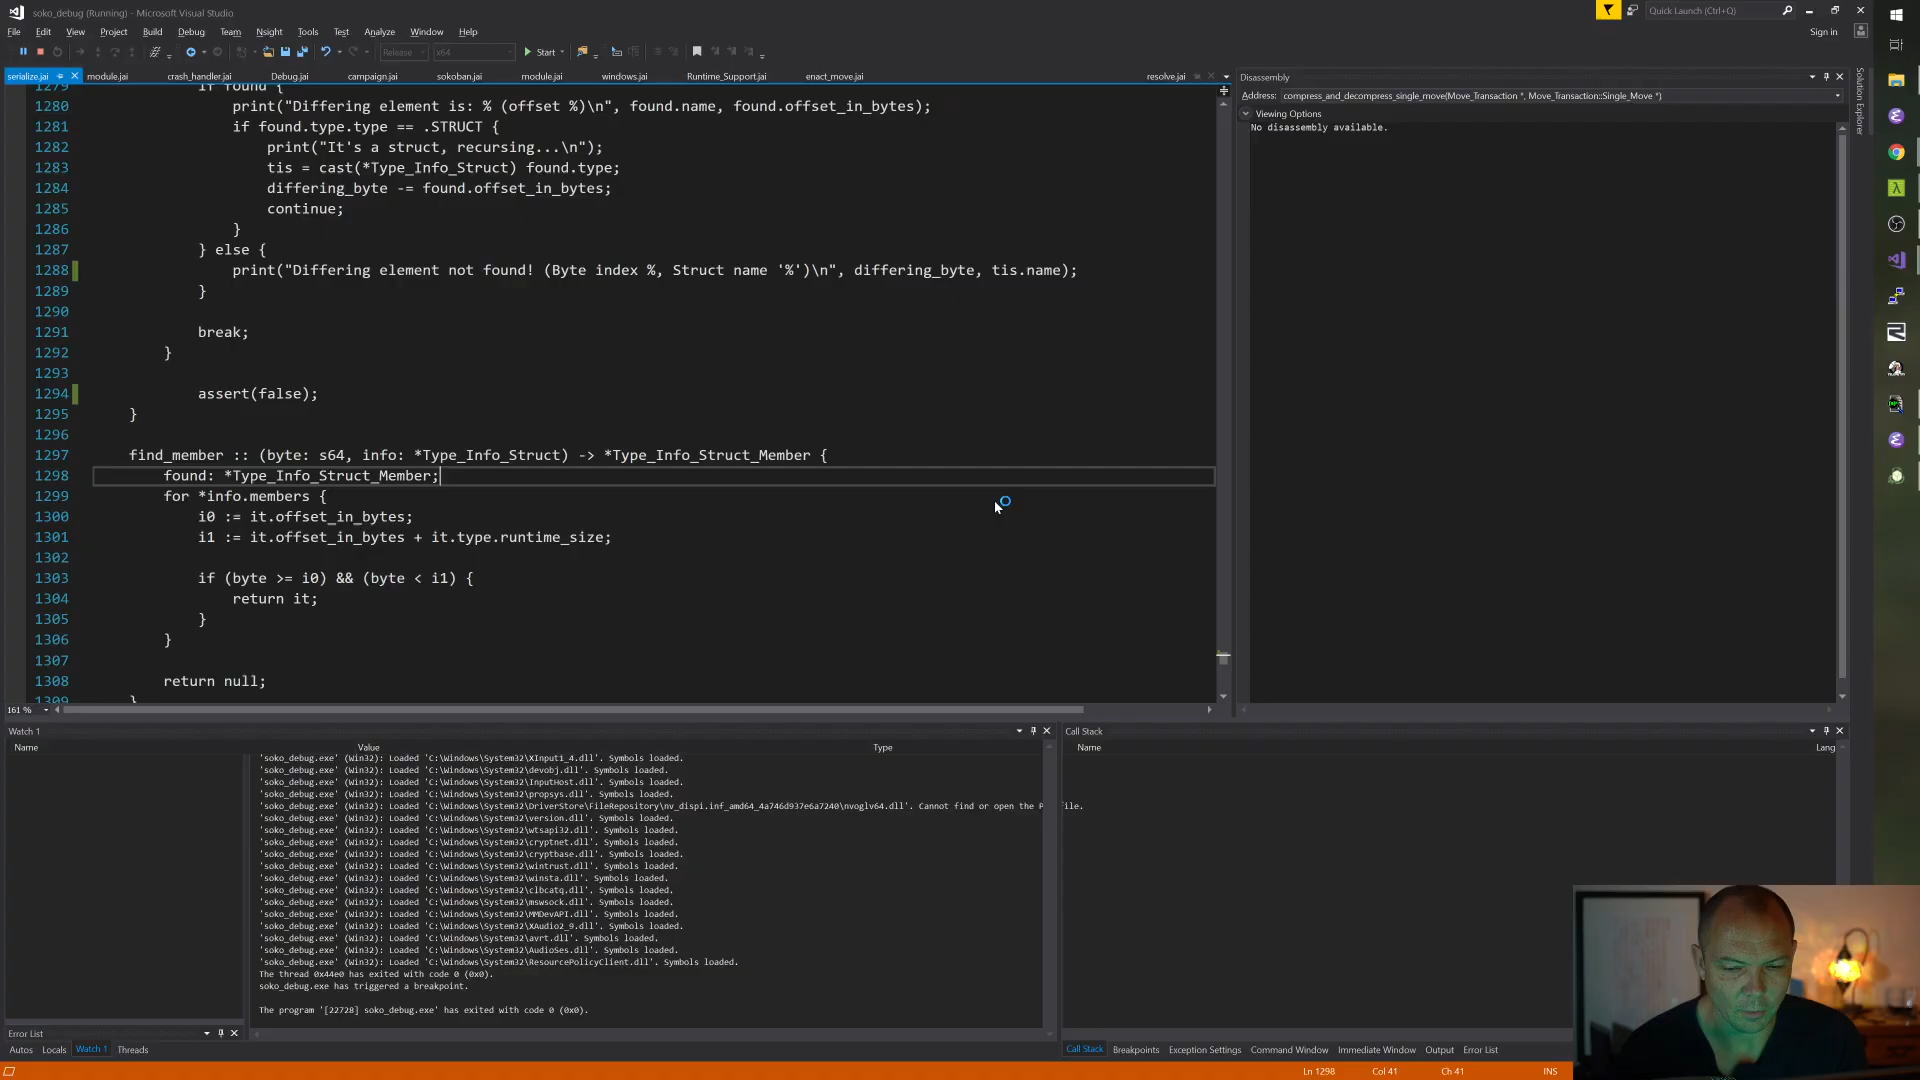 soko_debug (Running) - Microsoft Visual Studio
Quick Launch (Ctrl+Q)
File Edit View Project Build Debug Team Nsight Tools Test Analyze Window Help
Sign in
Release x64 Start
serialize.jai module.jai crash_handler.jai Debug.jai campaign.jai sokoban.jai module.jai windows.jai Runtime_Support.jai enact_move.jai resolve.jai
1279 if found {
1280 print("Differing element is: % (offset %)\n", found.name, found.offset_in_bytes);
1281 if found.type.type == .STRUCT {
1282 print("It's a struct, recursing...\n");
1283 tis = cast(*Type_Info_Struct) found.type;
1284 differing_byte -= found.offset_in_bytes;
1285 continue;
1286 }
1287 } else {
1288 print("Differing element not found! (Byte index %, Struct name '%')\n", differing_byte, tis.name);
1289 }
1290
1291 break;
1292 }
1293
1294 assert(false);
1295 }
1296
1297 find_member :: (byte: s64, info: *Type_Info_Struct) -> *Type_Info_Struct_Member {
1298 found: *Type_Info_Struct_Member;
1299 for *info.members {
1300 i0 := it.offset_in_bytes;
1301 i1 := it.offset_in_bytes + it.type.runtime_size;
1302
1303 if (byte >= i0) && (byte < i1) {
1304 return it;
1305 }
1306 }
1307
1308 return null;
1309 }
161 %
Disassembly
Address: compress_and_decompress_single_move(Move_Transaction *, Move_Transaction::Single_Move *)
Viewing Options
No disassembly available.
Solution Explorer
Watch 1
Name Value Type
'soko_debug.exe' (Win32): Loaded 'C:\Windows\System32\XInput1_4.dll'. Symbols loaded.
'soko_debug.exe' (Win32): Loaded 'C:\Windows\System32\devobj.dll'. Symbols loaded.
'soko_debug.exe' (Win32): Loaded 'C:\Windows\System32\InputHost.dll'. Symbols loaded.
'soko_debug.exe' (Win32): Loaded 'C:\Windows\System32\propsys.dll'. Symbols loaded.
'soko_debug.exe' (Win32): Loaded 'C:\Windows\System32\DriverStore\FileRepository\nv_dispi.inf_amd64_4a746d937e6a7240\nvoglv64.dll'. Cannot find or open the P file.
'soko_debug.exe' (Win32): Loaded 'C:\Windows\System32\version.dll'. Symbols loaded.
'soko_debug.exe' (Win32): Loaded 'C:\Windows\System32\wtsapi32.dll'. Symbols loaded.
'soko_debug.exe' (Win32): Loaded 'C:\Windows\System32\cryptnet.dll'. Symbols loaded.
'soko_debug.exe' (Win32): Loaded 'C:\Windows\System32\cryptbase.dll'. Symbols loaded.
'soko_debug.exe' (Win32): Loaded 'C:\Windows\System32\wintrust.dll'. Symbols loaded.
'soko_debug.exe' (Win32): Loaded 'C:\Windows\System32\winsta.dll'. Symbols loaded.
'soko_debug.exe' (Win32): Loaded 'C:\Windows\System32\clbcatq.dll'. Symbols loaded.
'soko_debug.exe' (Win32): Loaded 'C:\Windows\System32\mswsock.dll'. Symbols loaded.
'soko_debug.exe' (Win32): Loaded 'C:\Windows\System32\MMDevAPI.dll'. Symbols loaded.
'soko_debug.exe' (Win32): Loaded 'C:\Windows\System32\XAudio2_9.dll'. Symbols loaded.
'soko_debug.exe' (Win32): Loaded 'C:\Windows\System32\avrt.dll'. Symbols loaded.
'soko_debug.exe' (Win32): Loaded 'C:\Windows\System32\AudioSes.dll'. Symbols loaded.
'soko_debug.exe' (Win32): Loaded 'C:\Windows\System32\ResourcePolicyClient.dll'. Symbols loaded.
The thread 0x44e0 has exited with code 0 (0x0).
soko_debug.exe has triggered a breakpoint.
The program '[22728] soko_debug.exe' has exited with code 0 (0x0).
Call Stack
Name Lang
Error List
Autos Locals Watch 1 Threads
Call Stack Breakpoints Exception Settings Command Window Immediate Window Output Error List
Ln 1298 Col 41 Ch 41 INS